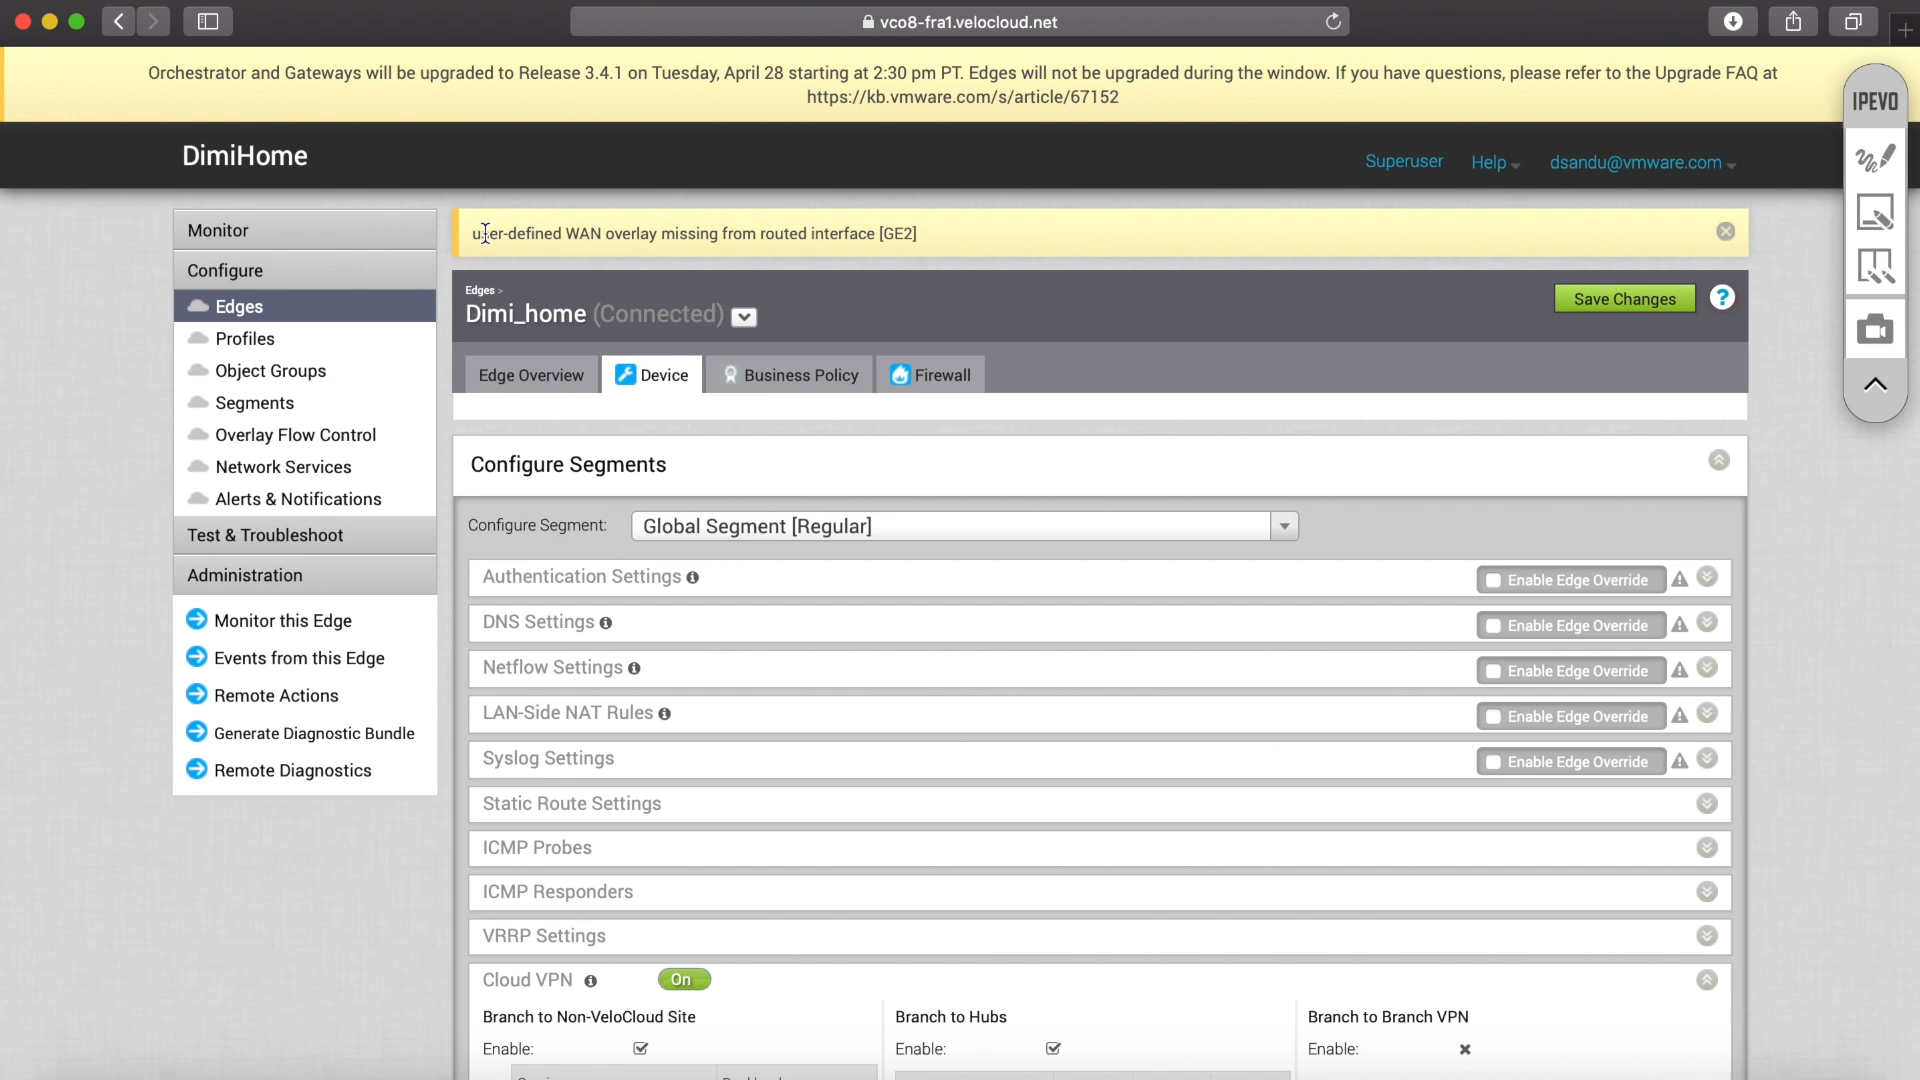 vco8-fra1.velocloud.net
Orchestrator and Gateways will be upgraded to Release 3.4.1 on Tuesday, April 28 starting at 2:30 pm PT. Edges will not be upgraded during the window. If you have questions, please refer to the Upgrade FAQ at
https://kb.vmware.com/s/article/67152
IPEVO
DimiHome
Superuser
Help
dsandu@vmware.com
Monitor
Configure
Edges
Profiles
Object Groups
Segments
Overlay Flow Control
Network Services
Alerts & Notifications
Test & Troubleshoot
Administration
Monitor this Edge
Events from this Edge
Remote Actions
Generate Diagnostic Bundle
Remote Diagnostics
user-defined WAN overlay missing from routed interface [GE2]
Edges >
Dimi_home (Connected)
Save Changes
?
Edge Overview
Device
Business Policy
Firewall
Configure Segments
Configure Segment: Global Segment [Regular]
Authentication Settings Enable Edge Override
DNS Settings Enable Edge Override
Netflow Settings Enable Edge Override
LAN-Side NAT Rules Enable Edge Override
Syslog Settings Enable Edge Override
Static Route Settings
ICMP Probes
ICMP Responders
VRRP Settings
Cloud VPN On
Branch to Non-VeloCloud Site
Enable:
Branch to Hubs
Enable:
Branch to Branch VPN
Enable: